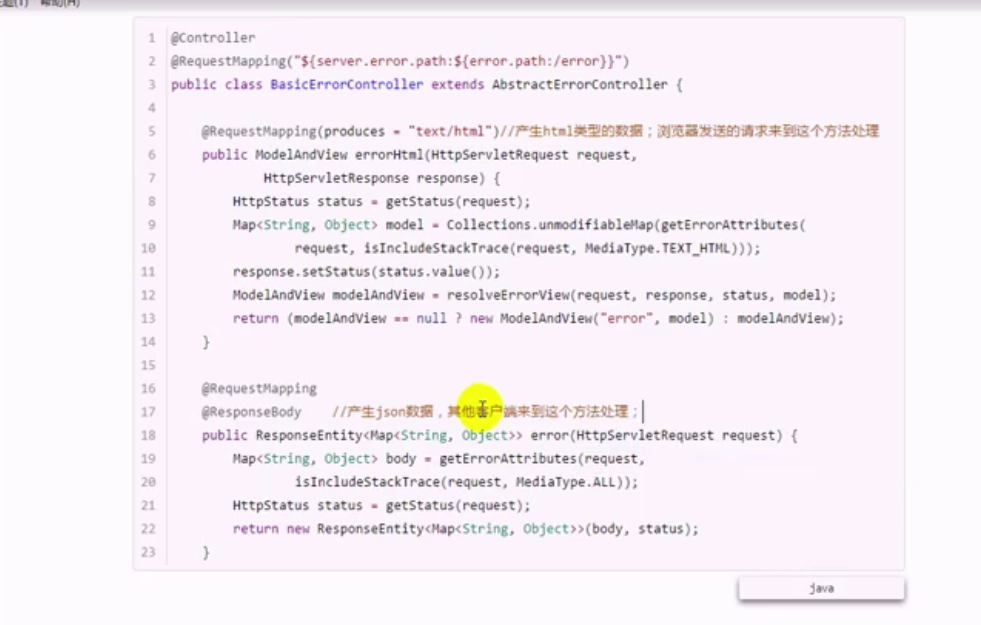 帮助(H)
1 @Controller
2 @RequestMapping("${server.error.path:${error.path:/error}}")
3 public class BasicErrorController extends AbstractErrorController {
4
5 @RequestMapping(produces = "text/html")//产生html类型的数据；浏览器发送的请求来到这个方法处理
6 public ModelAndView errorHtml(HttpServletRequest request,
7 HttpServletResponse response) {
8 HttpStatus status = getStatus(request);
9 Map<String, Object> model = Collections.unmodifiableMap(getErrorAttributes(
10 request, isIncludeStackTrace(request, MediaType.TEXT_HTML)));
11 response.setStatus(status.value());
12 ModelAndView modelAndView = resolveErrorView(request, response, status, model);
13 return (modelAndView == null ? new ModelAndView("error", model) : modelAndView);
14 }
15
16 @RequestMapping
17 @ResponseBody //产生json数据，其他客户端来到这个方法处理；
18 public ResponseEntity<Map<String, Object>> error(HttpServletRequest request) {
19 Map<String, Object> body = getErrorAttributes(request,
20 isIncludeStackTrace(request, MediaType.ALL));
21 HttpStatus status = getStatus(request);
22 return new ResponseEntity<Map<String, Object>>(body, status);
23 }
java